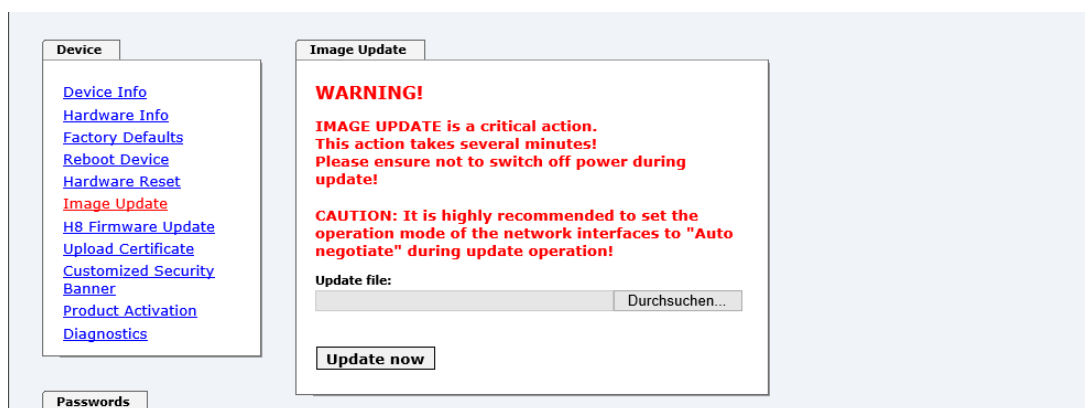 Device
Device Info
Hardware Info
Factory Defaults
Reboot Device
Hardware Reset
Image Update
H8 Firmware Update
Upload Certificate
Customized Security
Banner
Product Activation
Diagnostics
Passwords
Image Update
WARNING!
IMAGE UPDATE is a critical action.
This action takes several minutes!
Please ensure not to switch off power during
update!
CAUTION: It is highly recommended to set the
operation mode of the network interfaces to "Auto
negotiate" during update operation!
Update file:
Durchsuchen...
Update now